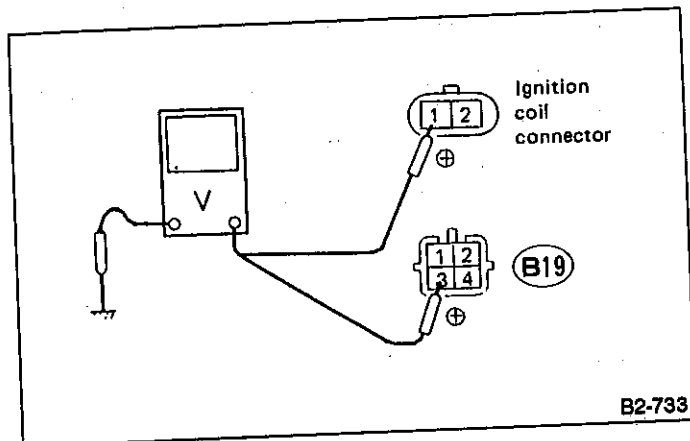 Ignition
coil
connector
1 2
⊕
V
1 2
3 4
B19
⊕
B2-733